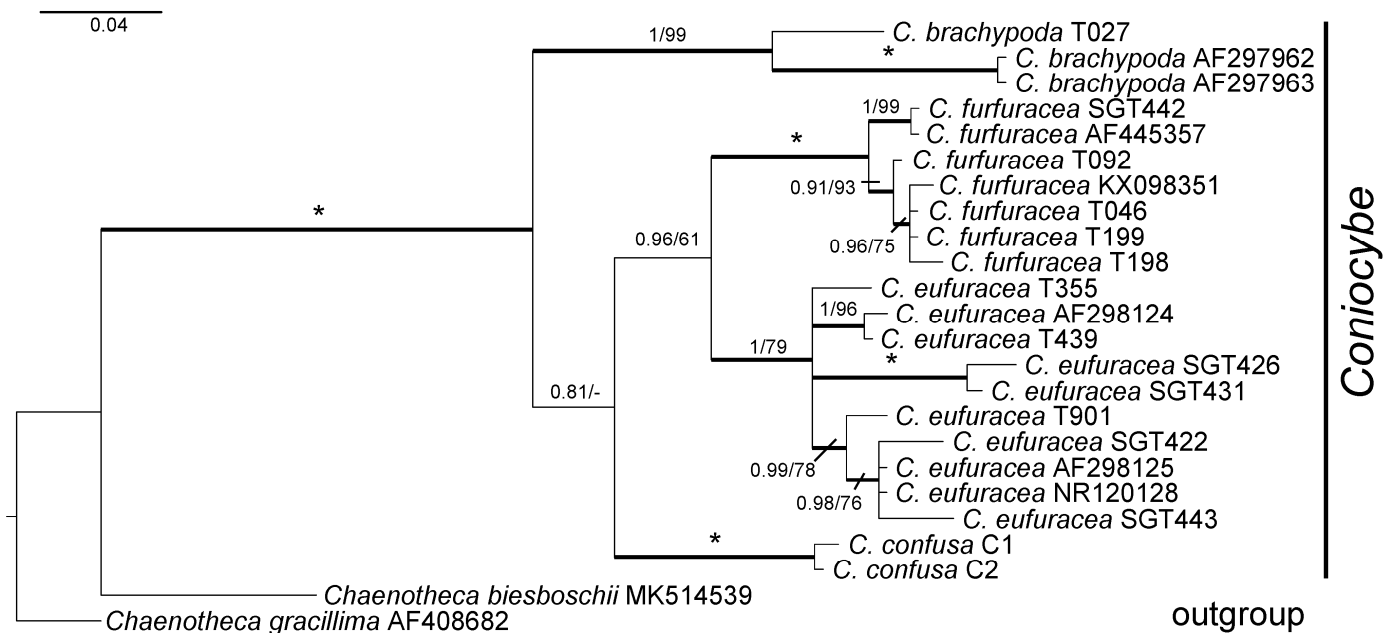 0.04
1/99
C. brachypoda T027
*
C. brachypoda AF297962
C. brachypoda AF297963
1/99
C. furfuracea SGT442
C. furfuracea AF445357
*
C. furfuracea T092
0.91/93
C. furfuracea KX098351
C. furfuracea T046
*
C. furfuracea T199
0.96/61
0.96/75
C. furfuracea T198
C. eufuracea T355
1/96
C. eufuracea AF298124
C. eufuracea T439
1/79
*
C. eufuracea SGT426
C. eufuracea SGT431
0.81/-
C. eufuracea T901
C. eufuracea SGT422
0.99/78
C. eufuracea AF298125
C. eufuracea NR120128
0.98/76
C. eufuracea SGT443
*
C. confusa C1
C. confusa C2
Chaenotheca biesboschii MK514539
Chaenotheca gracillima AF408682
outgroup
Coniocybe